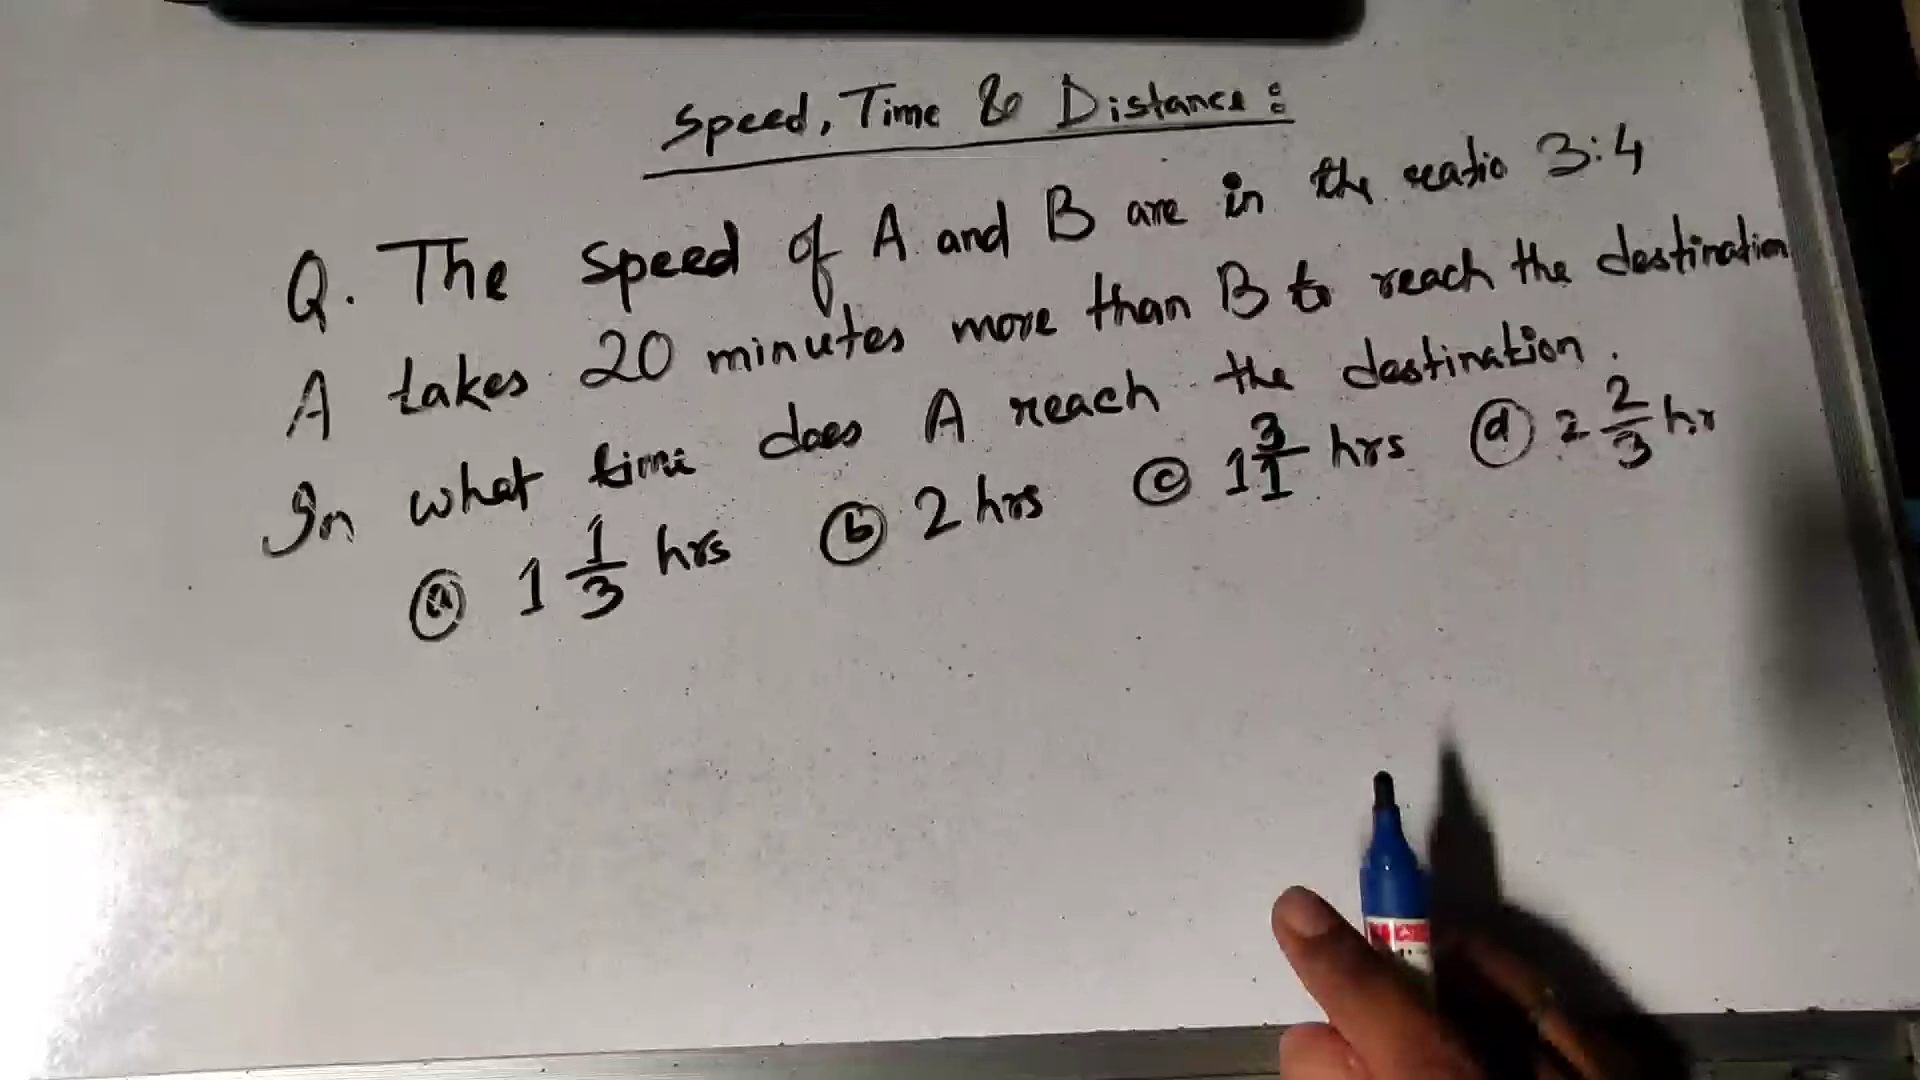 Speed, Time & Distance:
Q. The speed of A and B are in the ratio 3:4
A takes 20 minutes more than B to reach the destination
In what time does A reach the destination.
(a) 1 1/3 hrs (b) 2 hrs (c) 1 3/1 hrs (d) 2 2/3 hr